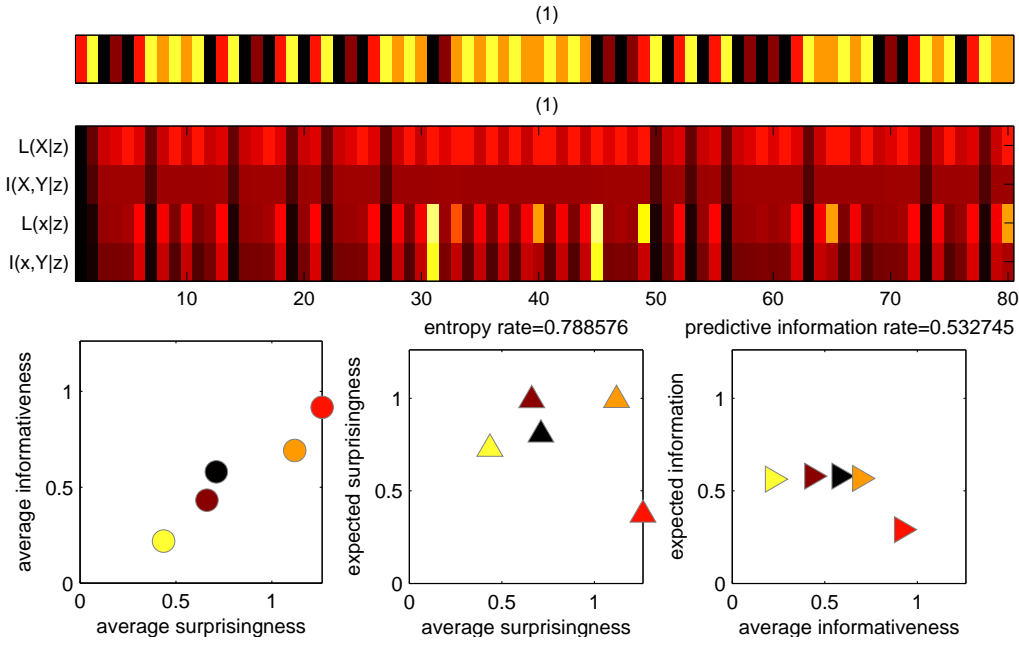 (1)
(1)
L(X|z)
I(X,Y|z)
L(x|z)
I(x,Y|z)
10 20 30 40 50 60 70 80
entropy rate=0.788576
predictive information rate=0.532745
average informativeness
1
0.5
0
0.5 1
average surprisingness
expected surprisingness
1
0.5
0
0 0.5 1
average surprisingness
expected information
1
0.5
0
0 0.5 1
average informativeness